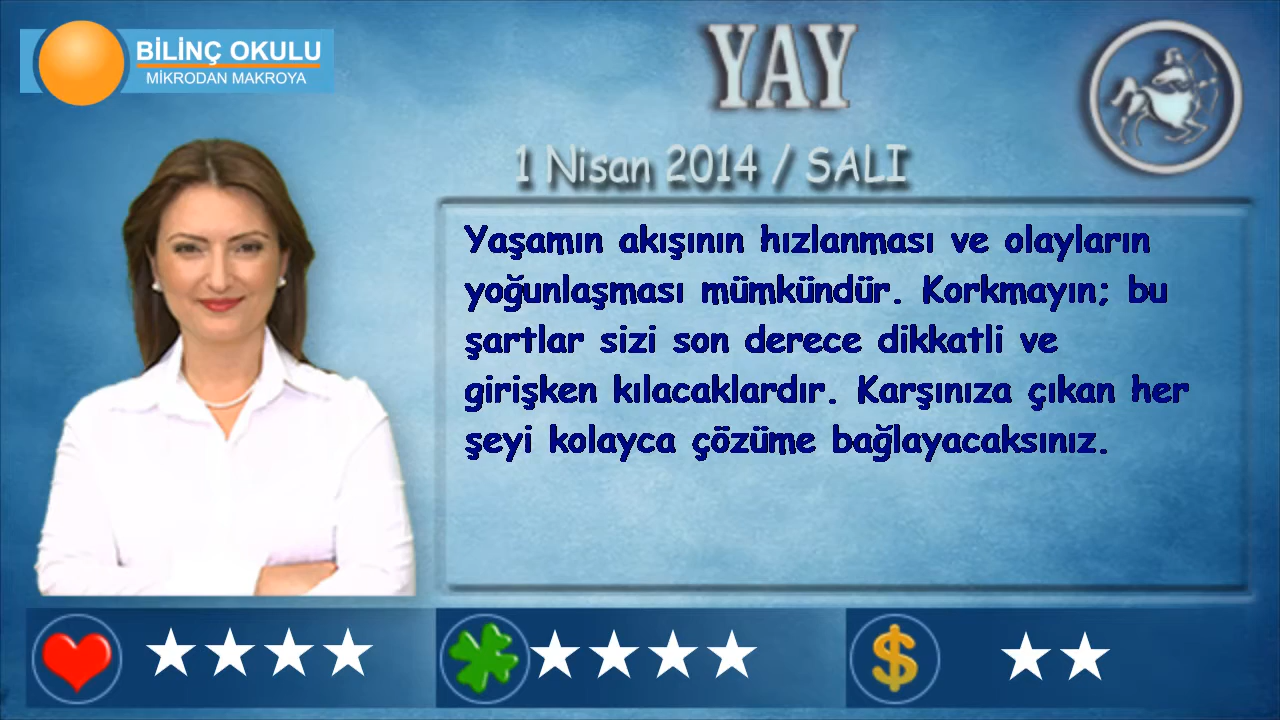 BİLİNÇ OKULU
MİKRODAN MAKROYA
YAY
1 Nisan 2014 / SALI
Yaşamın akışının hızlanması ve olayların
yoğunlaşması mümkündür. Korkmayın; bu
şartlar sizi son derece dikkatli ve
girişken kılacaklardır. Karşınıza çıkan her
şeyi kolayca çözüme bağlayacaksınız.
$